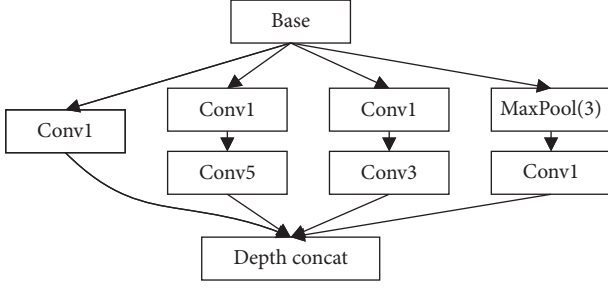 Base
Conv1
Conv1
Conv1
MaxPool(3)
Conv5
Conv3
Conv1
Depth concat